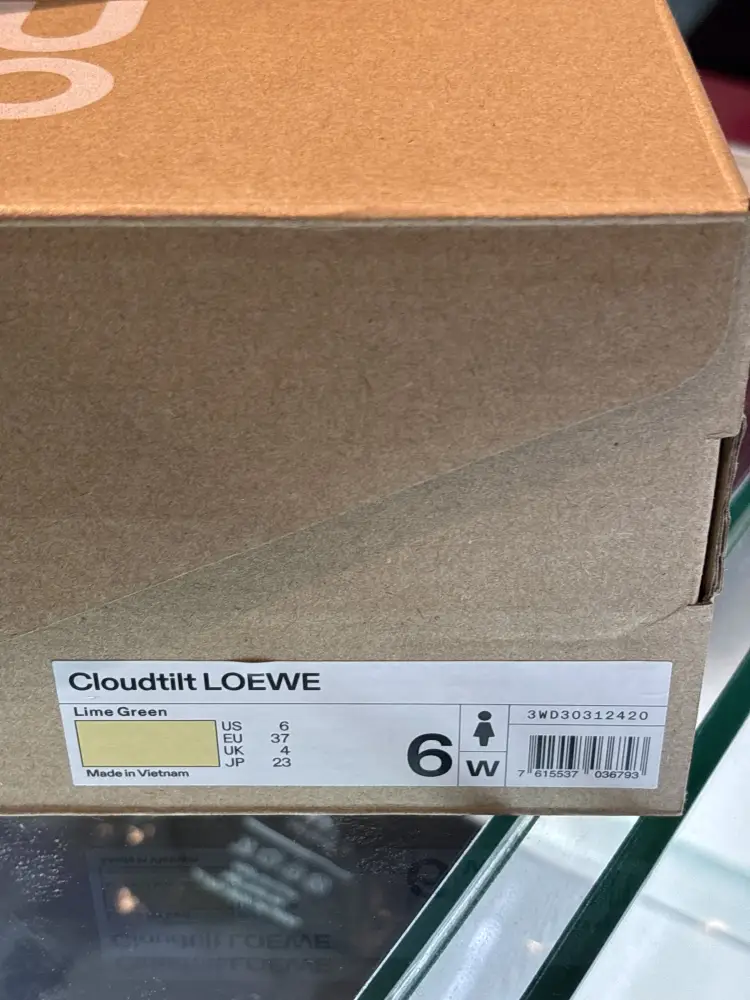 Cloudtilt LOEWE
Lime Green
US 6
EU 37
UK 4
JP 23
Made in Vietnam
6
W
3WD30312420
7 615537 036793